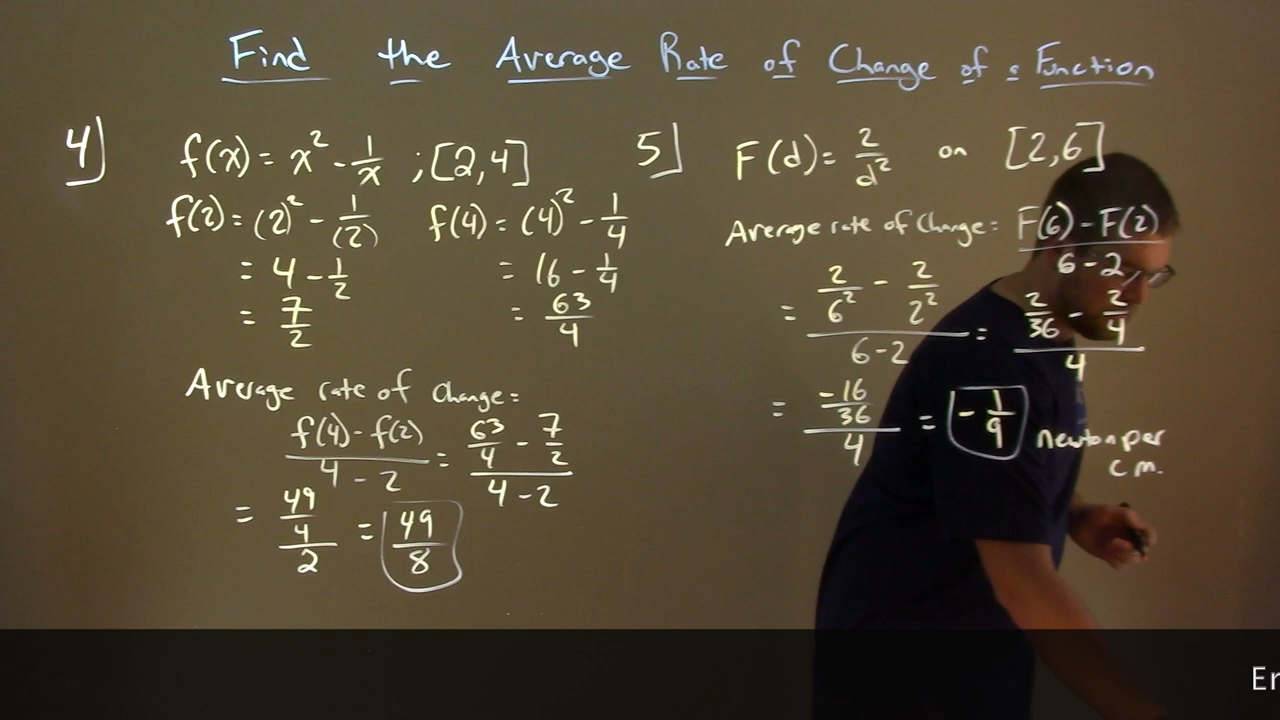 Find the Average Rate of Change of a Function
4] f(x) = x² - 1/x ; [2,4]
f(2) = (2)² - 1/(2) f(4) = (4)² - 1/4
= 4 - 1/2 = 16 - 1/4
= 7/2 = 63/4
Average rate of change:
(f(4) - f(2))/(4 - 2) = (63/4 - 7/2)/(4 - 2)
= (49/4)/2 = 49/8
5] F(d) = 2/d² on [2,6]
Average rate of change: (F(6) - F(2))/(6 - 2)
= (2/6² - 2/2²)/(6 - 2) = (2/36 - 2/4)/4
= (-16/36)/4 = -1/9 newton per
cm.